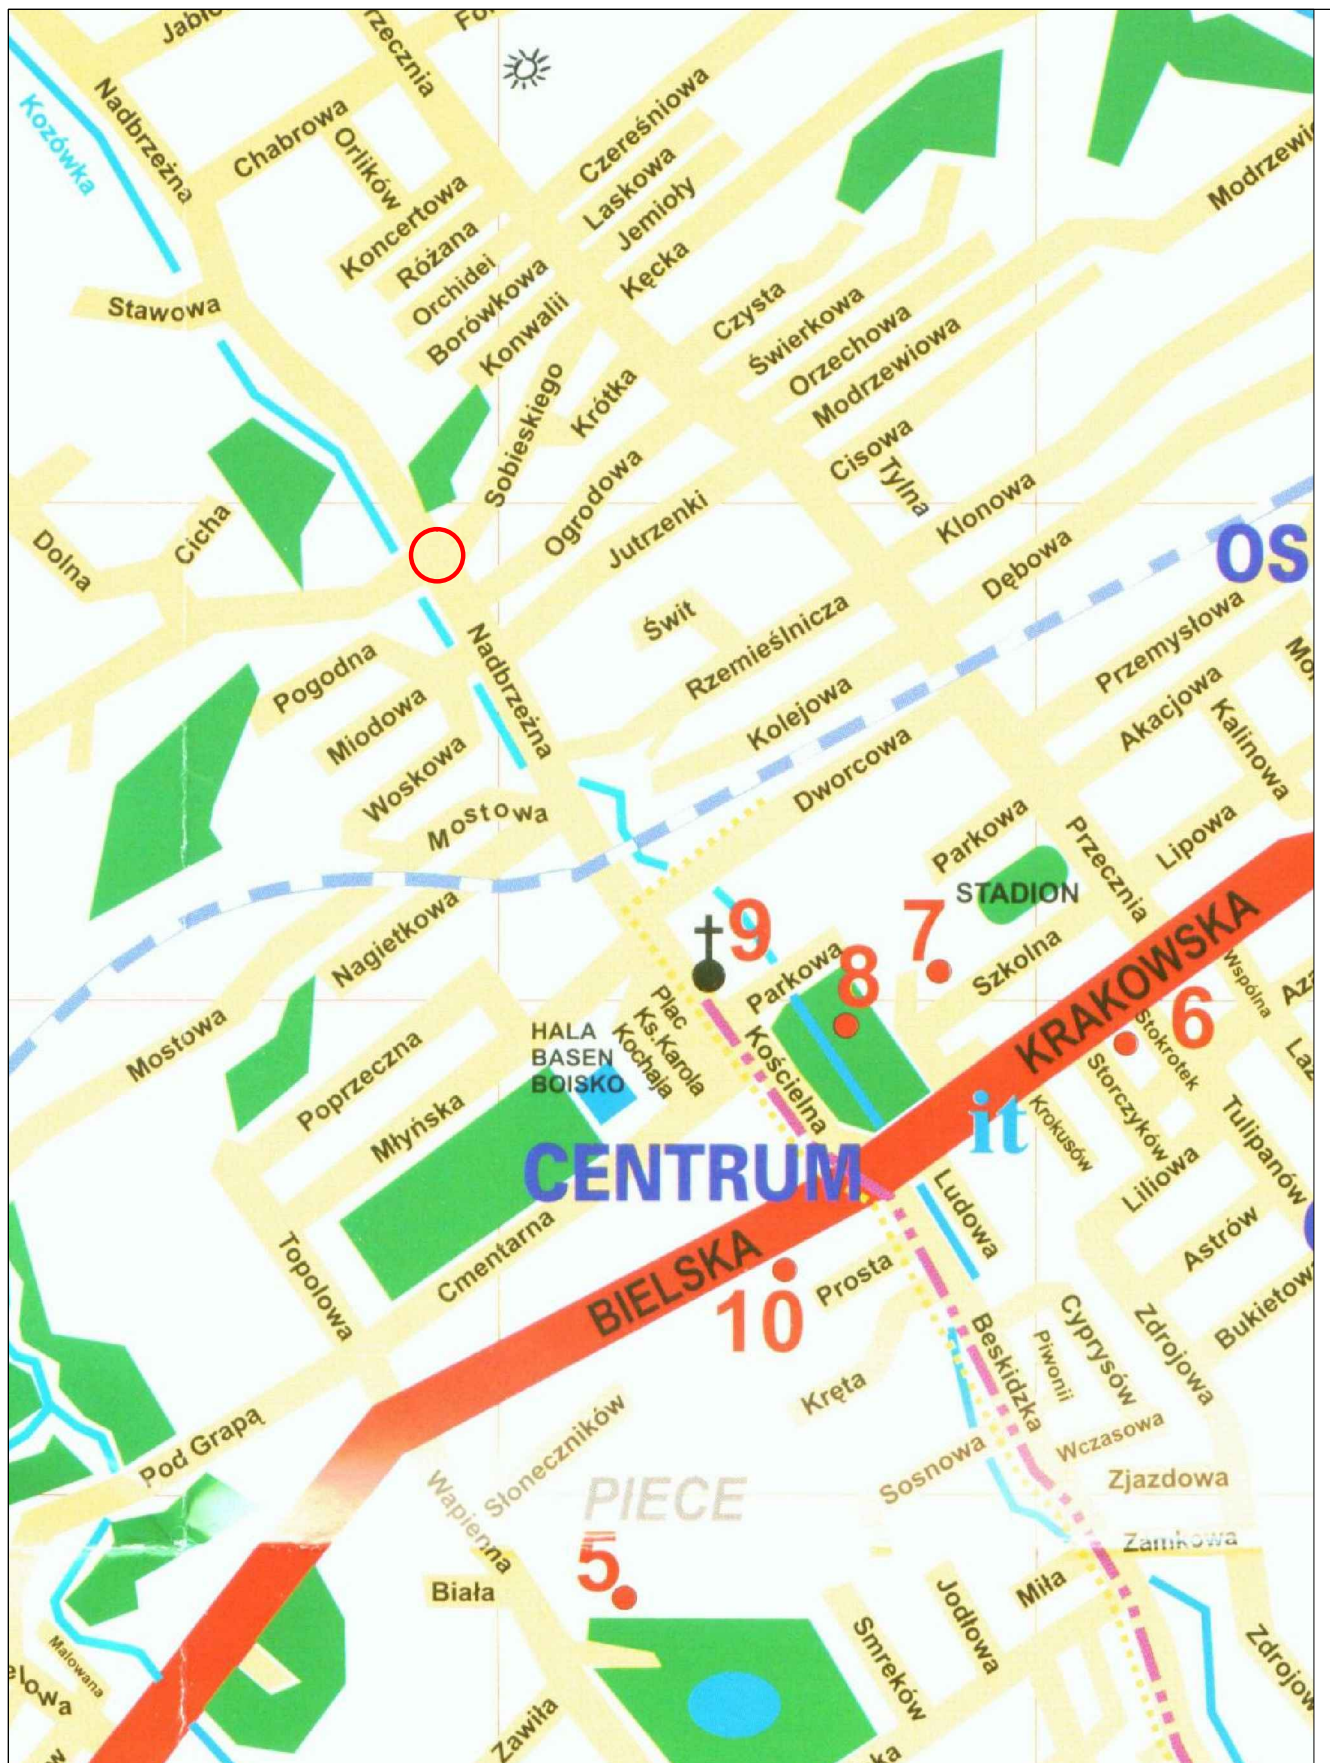 Kozówka
Nadbrzeżna
Chabrowa
Orlików
Koncertowa
Różana
Orchidei
Borówkowa
Konwalii
Czereśniowa
Laskowa
Jemioły
Kęcka
Stawowa
Sobieskiego
Krótka
Czysta
Świerkowa
Orzechowa
Modrzewiowa
Cisowa
Tylna
Ogrodowa
Jutrzenki
Klonowa
Dębowa
OS
Dolna
Cicha
Świt
Rzemieślnicza
Kolejowa
Przemysłowa
Akacjowa
Kalinowa
Pogodna
Miodowa
Woskowa
Mostowa
Nadbrzeżna
Dworcowa
Parkowa
Przecznia
Lipowa
STADION
Nagietkowa
9
7
8
Parkowa
Szkolna
KRAKOWSKA
Wspólna
6
Mostowa
HALA
BASEN
BOISKO
Plac
Ks.Karola
Kochaja
Kościelna
Poprzeczna
Młyńska
it
Stokrotek
Storczyków
Krokusów
Tulipanów
Liliowa
CENTRUM
Ludowa
Astrów
Topolowa
Cmentarna
BIELSKA
10
Prosta
Bukietowa
Beskidzka
Cyprysów
Piwonii
Zdrojowa
Kręta
Wczasowa
Pod Grapą
Słoneczników
PIECE
Sosnowa
Zjazdowa
Wapienna
5
Zamkowa
Biała
Miła
Jodłowa
Smreków
Malowana
Zawiła